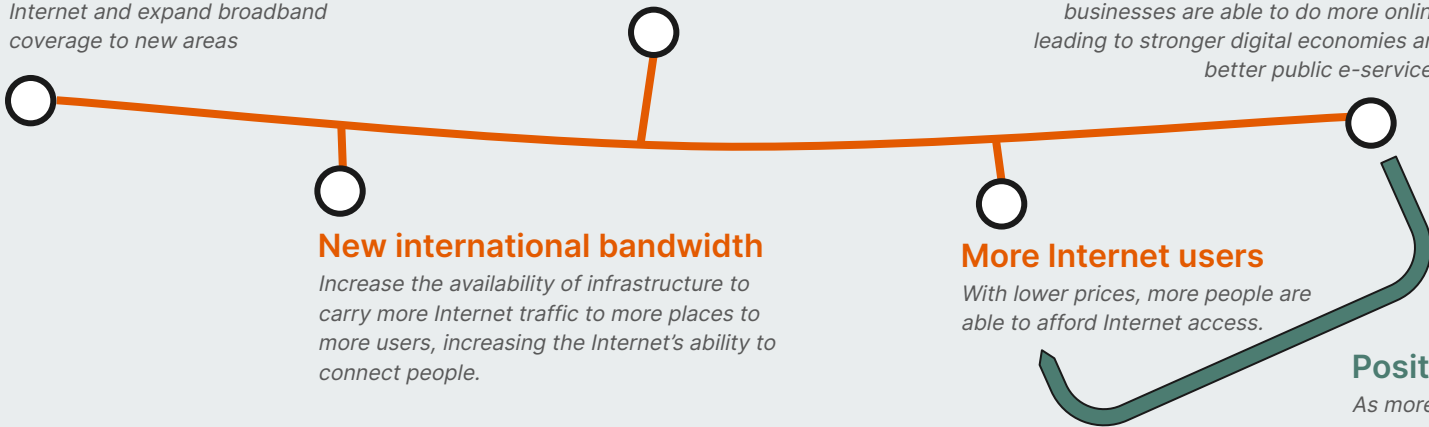 Internet and expand broadband
coverage to new areas
businesses are able to do more onlin
leading to stronger digital economies a
better public e-service
New international bandwidth
Increase the availability of infrastructure to
carry more Internet traffic to more places to
more users, increasing the Internet's ability to
connect people.
More Internet users
With lower prices, more people are
able to afford Internet access.
Posit
As more